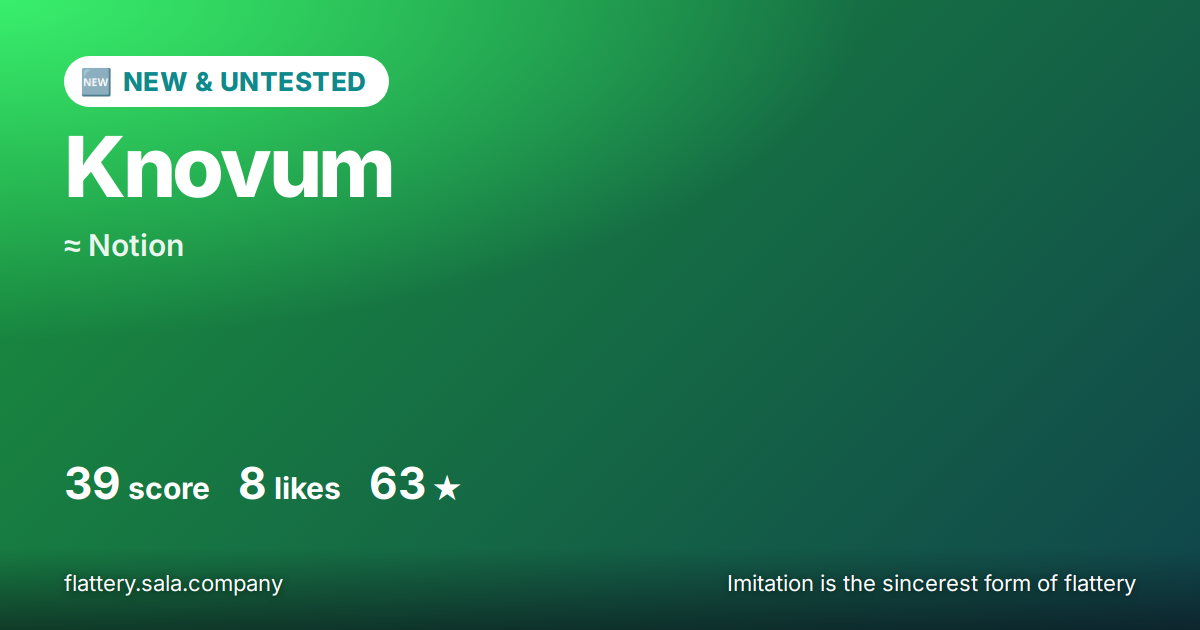 🆕 NEW & UNTESTED
Knovum
≈ Notion
39 score 8 likes 63 ★
flattery.sala.company
Imitation is the sincerest form of flattery